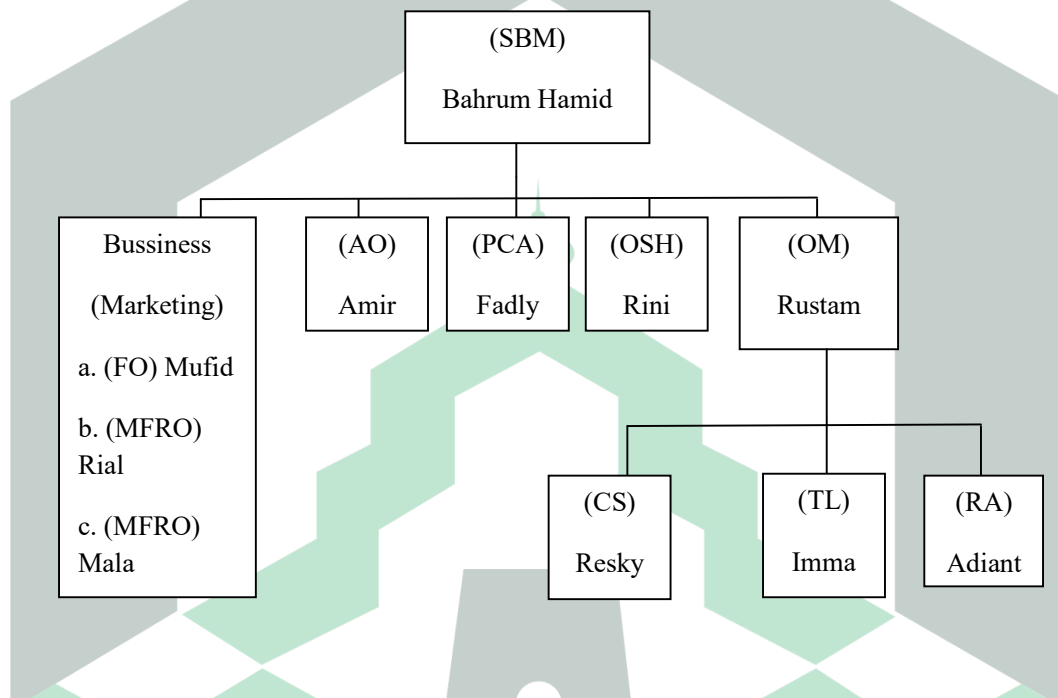 (SBM)
Bahrum Hamid
Bussiness
(Marketing)
a. (FO) Mufid
b. (MFRO)
Rial
c. (MFRO)
Mala
(AO)
Amir
(PCA)
Fadly
(OSH)
Rini
(OM)
Rustam
(CS)
Resky
(TL)
Imma
(RA)
Adiant